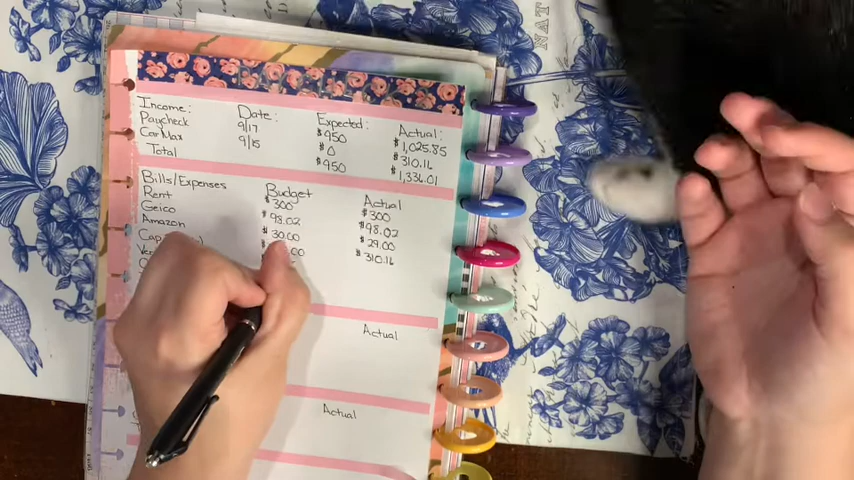 Income: Date: Expected: Actual:
Paycheck 9/17 $950 $1,025.85
CarMax 9/15 $0 $310.16
Total $950 $1,336.01
Bills/Expenses Budget Actual
Rent $300 $300
Geico $98.02 $98.02
Amazon $30.00 $29.00
$310.16
Actual
Actual